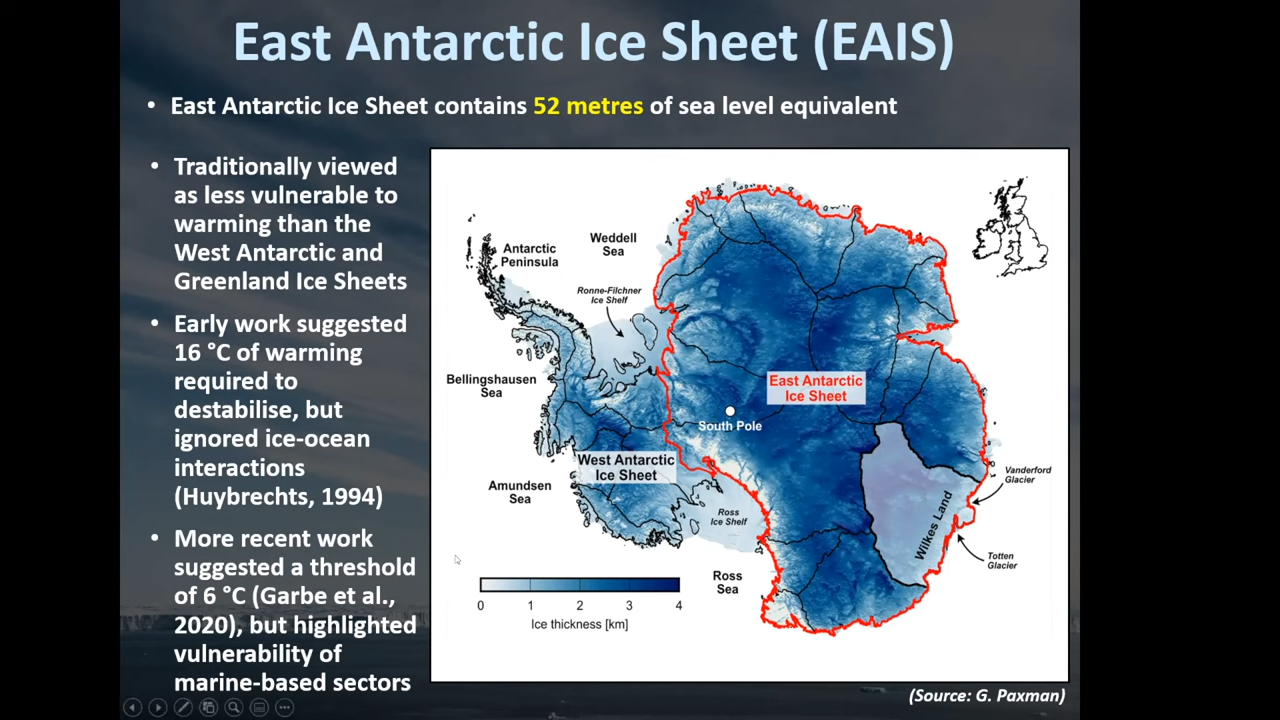 East Antarctic Ice Sheet (EAIS)
• East Antarctic Ice Sheet contains 52 metres of sea level equivalent
• Traditionally viewed
as less vulnerable to
warming than the
West Antarctic and
Greenland Ice Sheets
• Early work suggested
16 °C of warming
required to
destabilise, but
ignored ice-ocean
interactions
(Huybrechts, 1994)
• More recent work
suggested a threshold
of 6 °C (Garbe et al.,
2020), but highlighted
vulnerability of
marine-based sectors
Antarctic
Peninsula
Weddell
Sea
Ronne-Filchner
Ice Shelf
Bellingshausen
Sea
East Antarctic
Ice Sheet
South Pole
West Antarctic
Ice Sheet
Amundsen
Sea
Ross
Ice Shelf
Ross
Sea
Wilkes Land
Vanderford
Glacier
Totten
Glacier
0 1 2 3 4
Ice thickness [km]
(Source: G. Paxman)